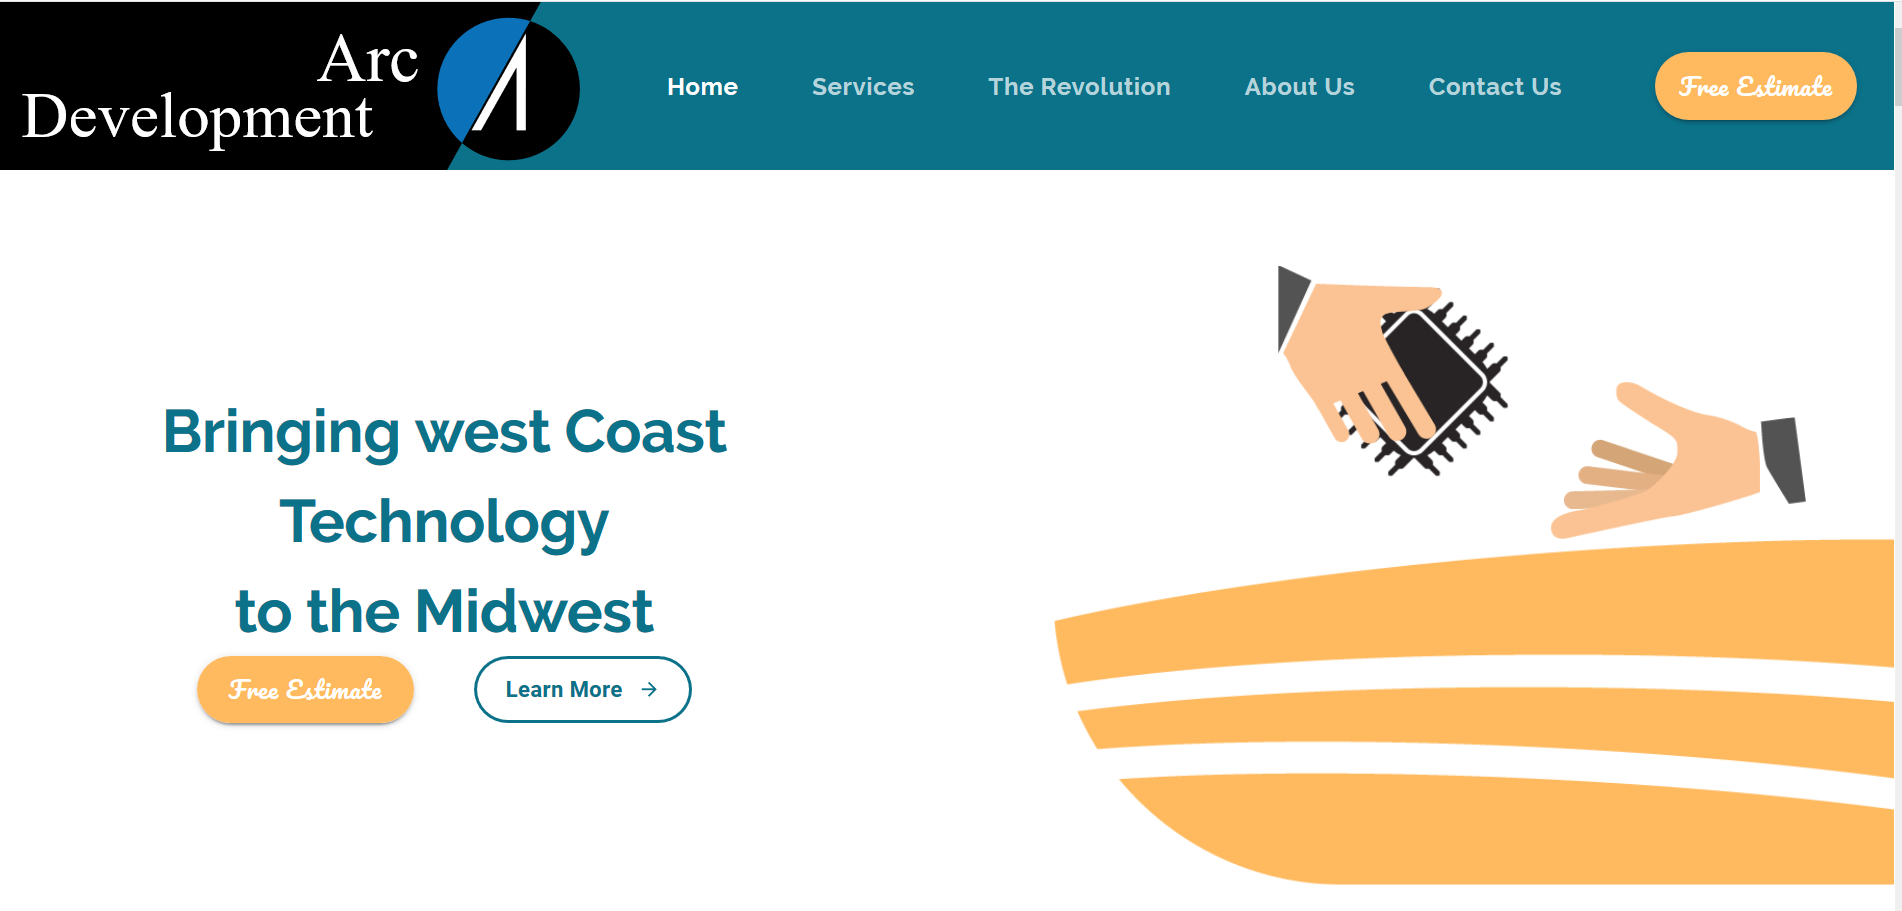 Arc
Development
Home
Services
The Revolution
About Us
Contact Us
Free Estimate
Bringing west Coast
Technology
to the Midwest
Free Estimate
Learn More →